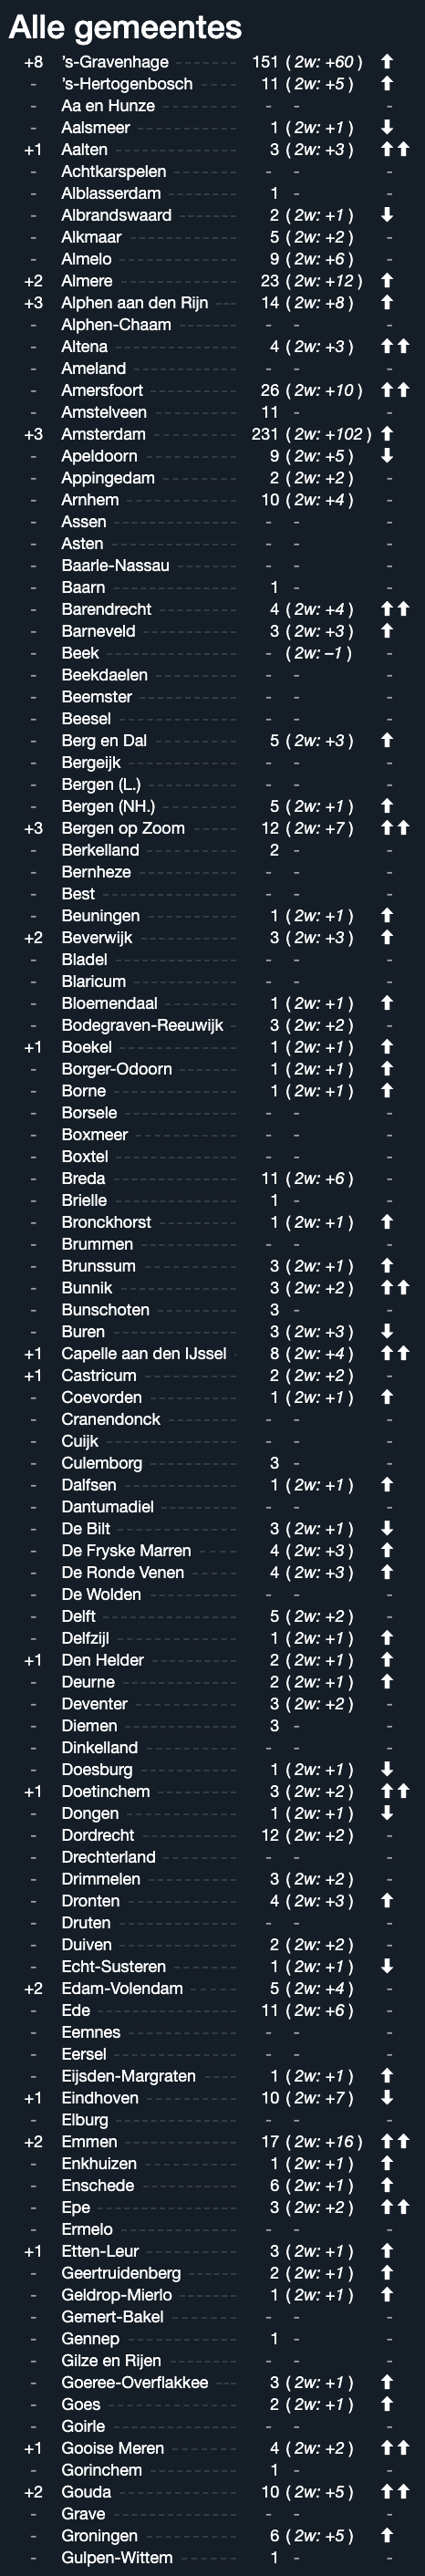 Alle gemeentes
+8 's-Gravenhage 151 ( 2w: +60 ) ⬆
- 's-Hertogenbosch 11 ( 2w: +5 ) ⬆
- Aa en Hunze - - -
- Aalsmeer 1 ( 2w: +1 ) ⬇
+1 Aalten 3 ( 2w: +3 ) ⬆⬆
- Achtkarspelen - - -
- Alblasserdam 1 - -
- Albrandswaard 2 ( 2w: +1 ) ⬇
- Alkmaar 5 ( 2w: +2 ) -
- Almelo 9 ( 2w: +6 ) -
+2 Almere 23 ( 2w: +12 ) ⬆
+3 Alphen aan den Rijn 14 ( 2w: +8 ) ⬆
- Alphen-Chaam - - -
- Altena 4 ( 2w: +3 ) ⬆⬆
- Ameland - - -
- Amersfoort 26 ( 2w: +10 ) ⬆⬆
- Amstelveen 11 - -
+3 Amsterdam 231 ( 2w: +102 ) ⬆
- Apeldoorn 9 ( 2w: +5 ) ⬇
- Appingedam 2 ( 2w: +2 ) -
- Arnhem 10 ( 2w: +4 ) -
- Assen - - -
- Asten - - -
- Baarle-Nassau - - -
- Baarn 1 - -
- Barendrecht 4 ( 2w: +4 ) ⬆⬆
- Barneveld 3 ( 2w: +3 ) ⬆
- Beek - ( 2w: –1 ) -
- Beekdaelen - - -
- Beemster - - -
- Beesel - - -
- Berg en Dal 5 ( 2w: +3 ) ⬆
- Bergeijk - - -
- Bergen (L.) - - -
- Bergen (NH.) 5 ( 2w: +1 ) ⬆
+3 Bergen op Zoom 12 ( 2w: +7 ) ⬆⬆
- Berkelland 2 - -
- Bernheze - - -
- Best - - -
- Beuningen 1 ( 2w: +1 ) ⬆
+2 Beverwijk 3 ( 2w: +3 ) ⬆
- Bladel - - -
- Blaricum - - -
- Bloemendaal 1 ( 2w: +1 ) ⬆
- Bodegraven-Reeuwijk 3 ( 2w: +2 ) -
+1 Boekel 1 ( 2w: +1 ) ⬆
- Borger-Odoorn 1 ( 2w: +1 ) ⬆
- Borne 1 ( 2w: +1 ) ⬆
- Borsele - - -
- Boxmeer - - -
- Boxtel - - -
- Breda 11 ( 2w: +6 ) -
- Brielle 1 - -
- Bronckhorst 1 ( 2w: +1 ) ⬆
- Brummen - - -
- Brunssum 3 ( 2w: +1 ) ⬆
- Bunnik 3 ( 2w: +2 ) ⬆⬆
- Bunschoten 3 - -
- Buren 3 ( 2w: +3 ) ⬇
+1 Capelle aan den IJssel 8 ( 2w: +4 ) ⬆⬆
+1 Castricum 2 ( 2w: +2 ) -
- Coevorden 1 ( 2w: +1 ) ⬆
- Cranendonck - - -
- Cuijk - - -
- Culemborg 3 - -
- Dalfsen 1 ( 2w: +1 ) ⬆
- Dantumadiel - - -
- De Bilt 3 ( 2w: +1 ) ⬇
- De Fryske Marren 4 ( 2w: +3 ) ⬆
- De Ronde Venen 4 ( 2w: +3 ) ⬆
- De Wolden - - -
- Delft 5 ( 2w: +2 ) -
- Delfzijl 1 ( 2w: +1 ) ⬆
+1 Den Helder 2 ( 2w: +1 ) ⬆
- Deurne 2 ( 2w: +1 ) ⬆
- Deventer 3 ( 2w: +2 ) -
- Diemen 3 - -
- Dinkelland - - -
- Doesburg 1 ( 2w: +1 ) ⬇
+1 Doetinchem 3 ( 2w: +2 ) ⬆⬆
- Dongen 1 ( 2w: +1 ) ⬇
- Dordrecht 12 ( 2w: +2 ) -
- Drechterland - - -
- Drimmelen 3 ( 2w: +2 ) -
- Dronten 4 ( 2w: +3 ) ⬆
- Druten - - -
- Duiven 2 ( 2w: +2 ) -
- Echt-Susteren 1 ( 2w: +1 ) ⬇
+2 Edam-Volendam 5 ( 2w: +4 ) -
- Ede 11 ( 2w: +6 ) -
- Eemnes - - -
- Eersel - - -
- Eijsden-Margraten 1 ( 2w: +1 ) ⬆
+1 Eindhoven 10 ( 2w: +7 ) ⬇
- Elburg - - -
+2 Emmen 17 ( 2w: +16 ) ⬆⬆
- Enkhuizen 1 ( 2w: +1 ) ⬆
- Enschede 6 ( 2w: +1 ) ⬆
- Epe 3 ( 2w: +2 ) ⬆⬆
- Ermelo - - -
+1 Etten-Leur 3 ( 2w: +1 ) ⬆
- Geertruidenberg 2 ( 2w: +1 ) ⬆
- Geldrop-Mierlo 1 ( 2w: +1 ) ⬆
- Gemert-Bakel - - -
- Gennep 1 - -
- Gilze en Rijen - - -
- Goeree-Overflakkee 3 ( 2w: +1 ) ⬆
- Goes 2 ( 2w: +1 ) ⬆
- Goirle - - -
+1 Gooise Meren 4 ( 2w: +2 ) ⬆⬆
- Gorinchem 1 - -
+2 Gouda 10 ( 2w: +5 ) ⬆⬆
- Grave - - -
- Groningen 6 ( 2w: +5 ) ⬆
- Gulpen-Wittem 1 - -